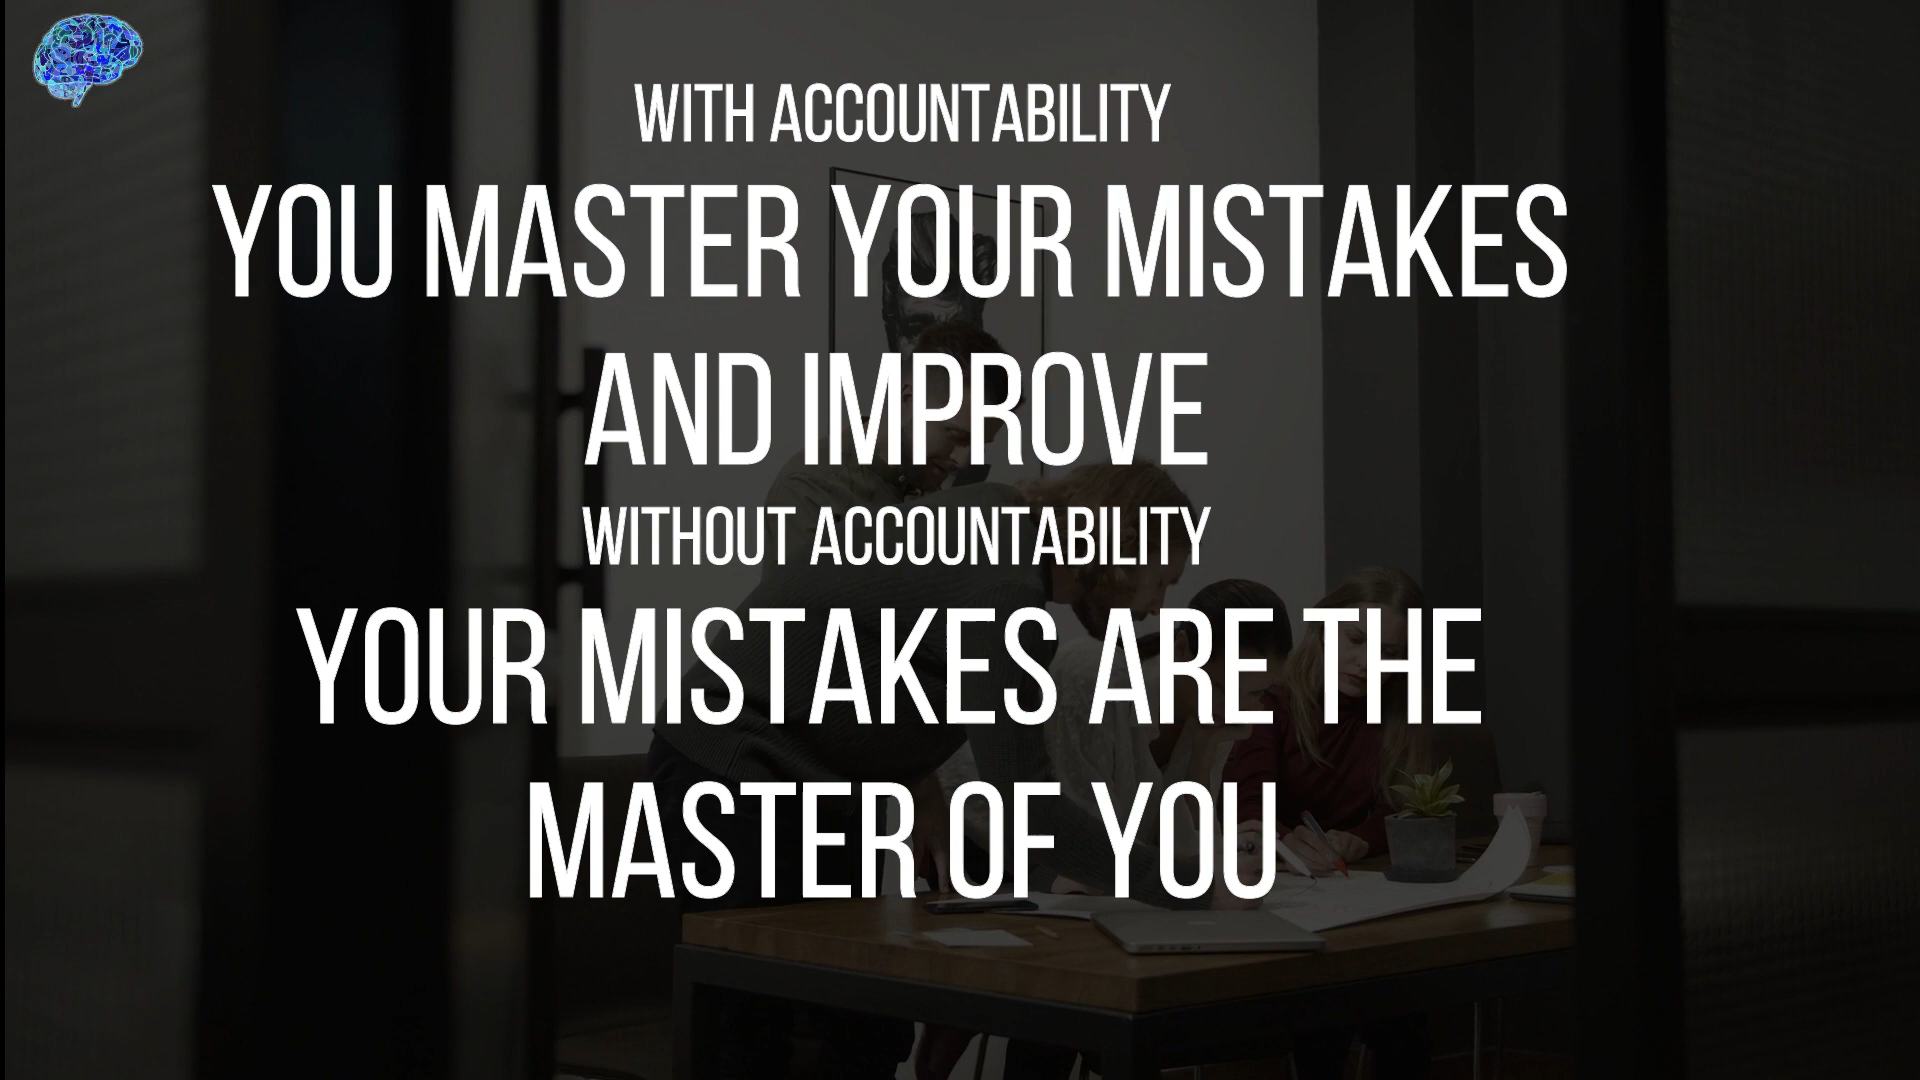 WITH ACCOUNTABILITY
YOU MASTER YOUR MISTAKES
AND IMPROVE
WITHOUT ACCOUNTABILITY
YOUR MISTAKES ARE THE
MASTER OF YOU